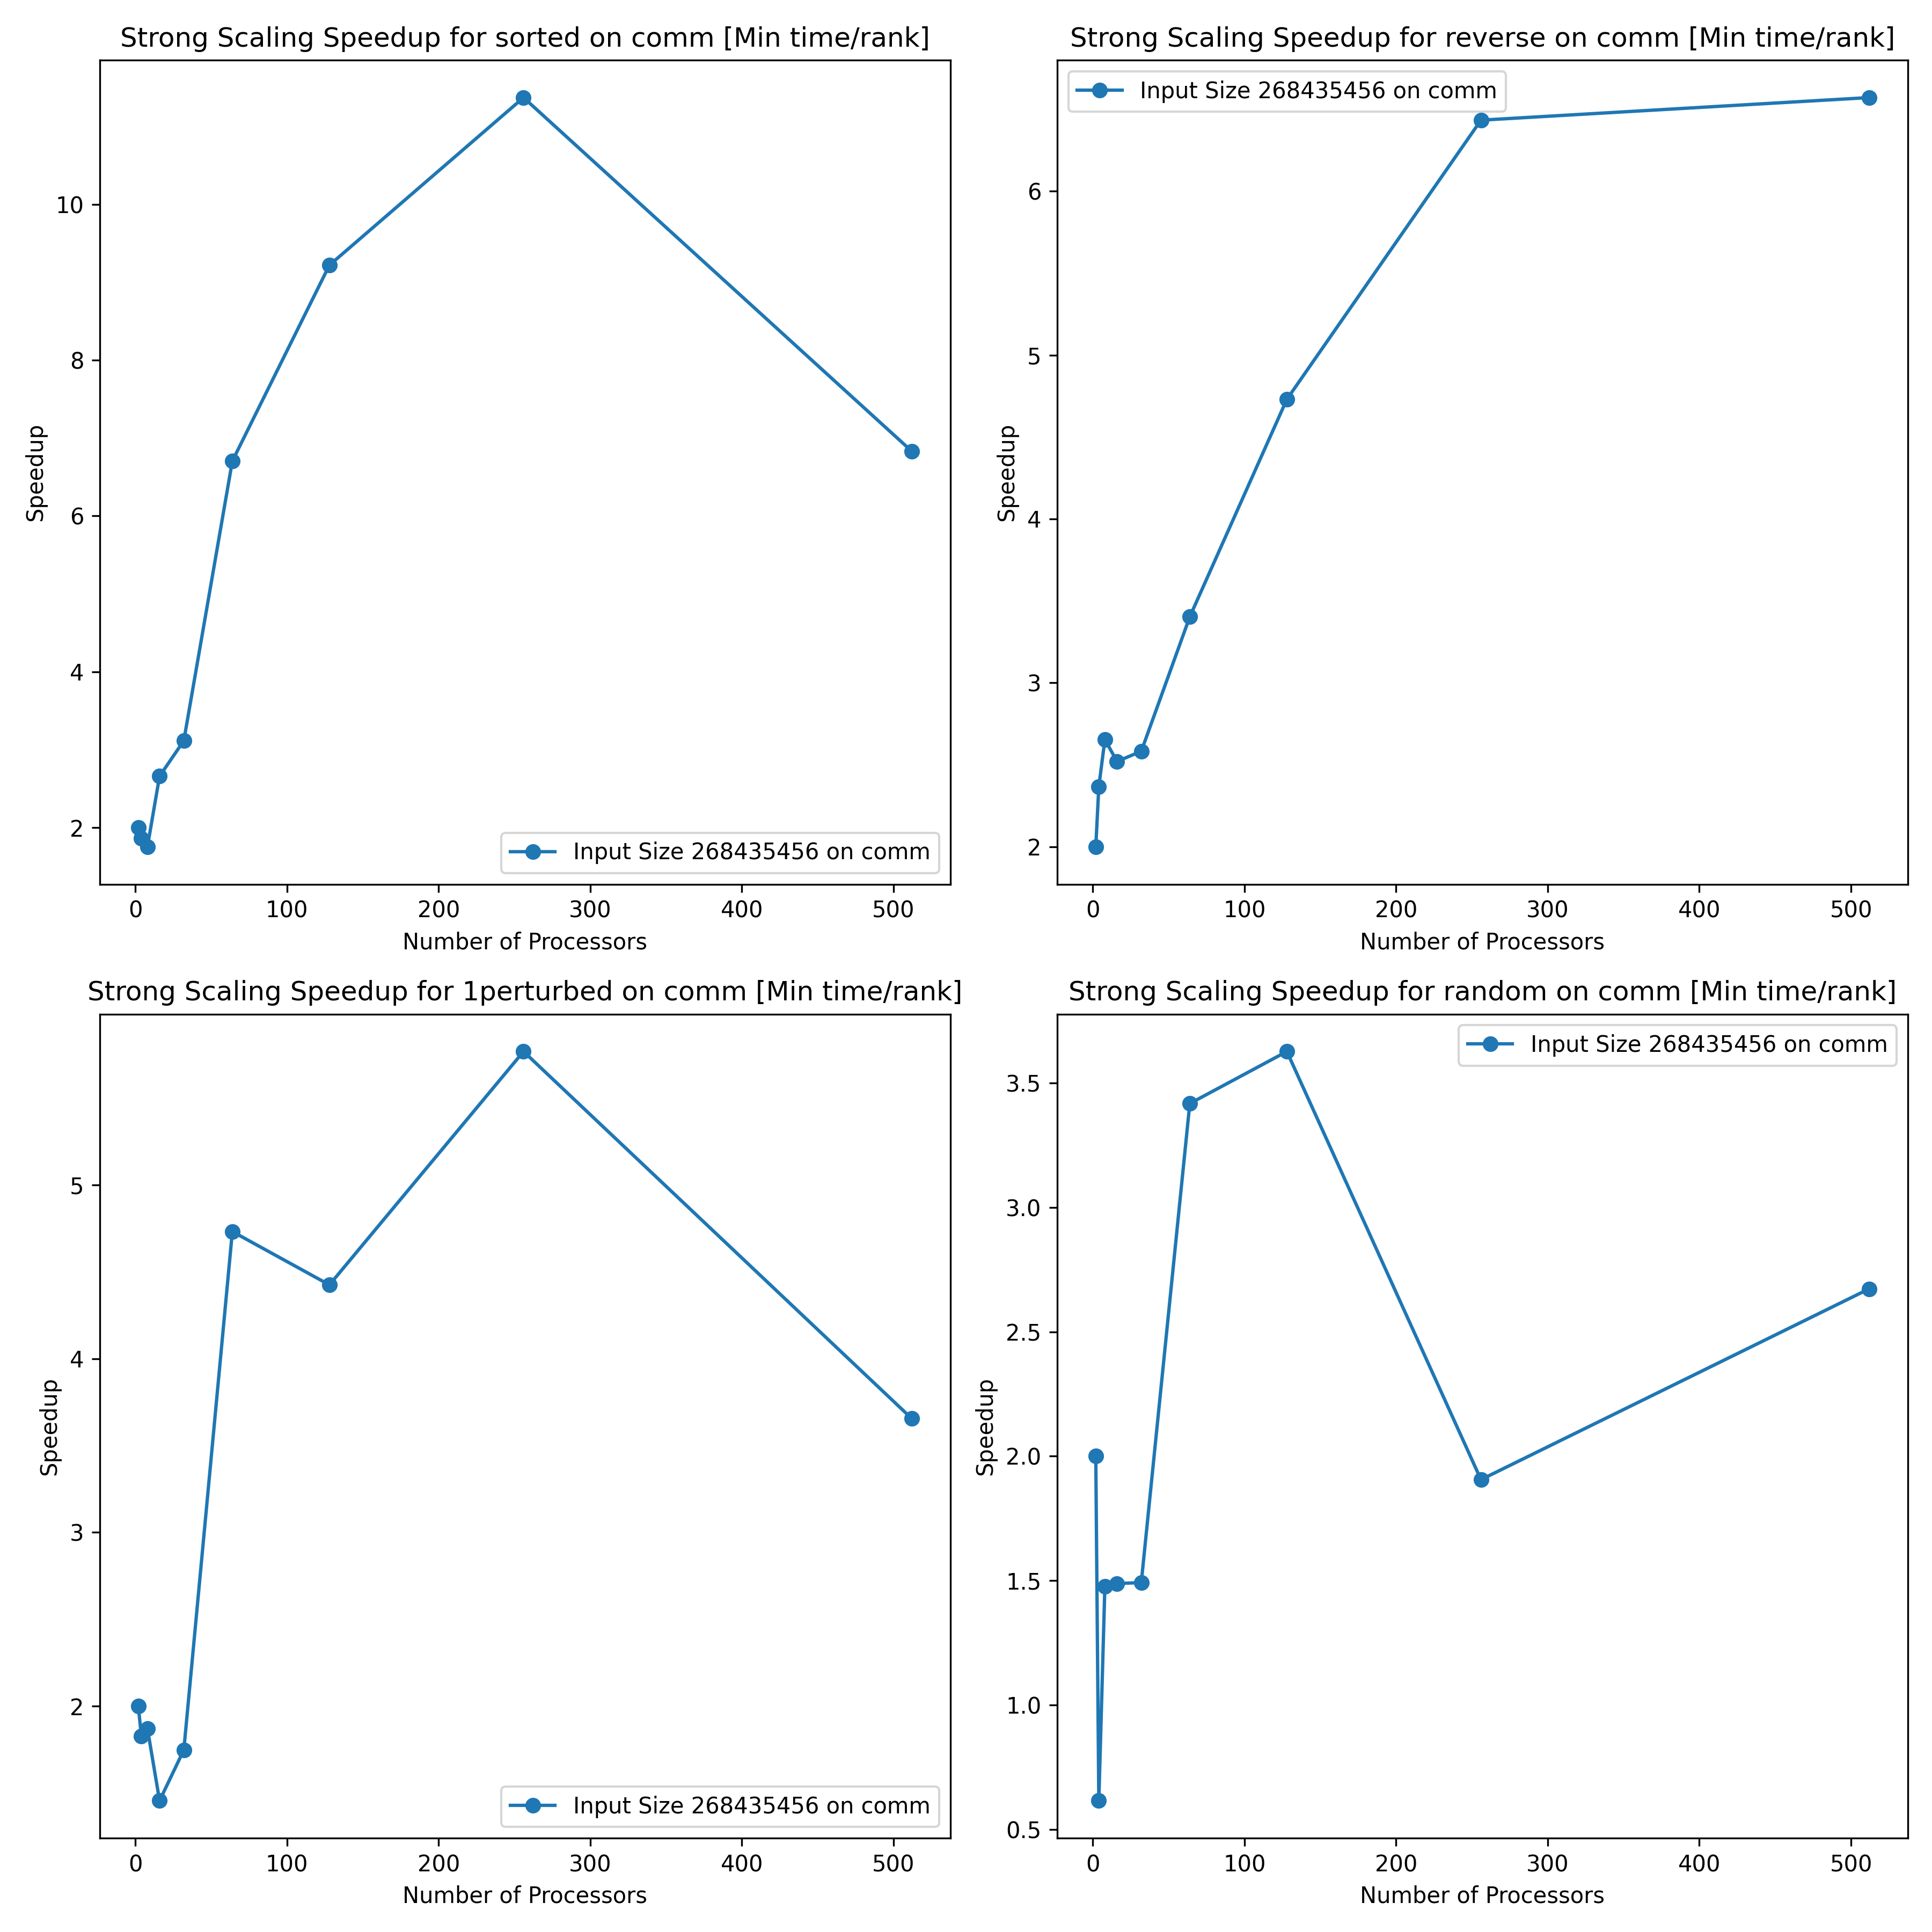 Strong Scaling Speedup for sorted on comm [Min time/rank]
Speedup
10
8
6
4
2
Input Size 268435456 on comm
0 100 200 300 400 500
Number of Processors
Strong Scaling Speedup for reverse on comm [Min time/rank]
Input Size 268435456 on comm
Speedup
6
5
4
3
2
0 100 200 300 400 500
Number of Processors
Strong Scaling Speedup for 1perturbed on comm [Min time/rank]
Speedup
5
4
3
2
Input Size 268435456 on comm
0 100 200 300 400 500
Number of Processors
Strong Scaling Speedup for random on comm [Min time/rank]
Input Size 268435456 on comm
Speedup
3.5
3.0
2.5
2.0
1.5
1.0
0.5
0 100 200 300 400 500
Number of Processors